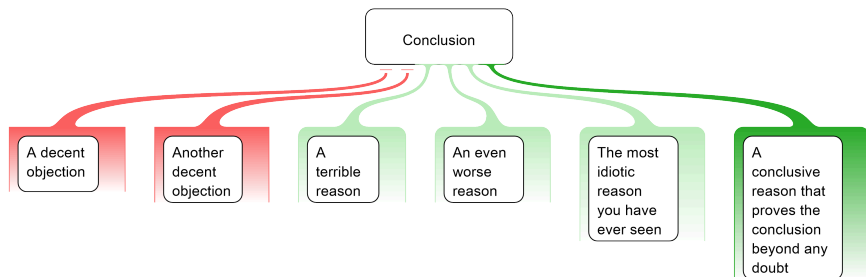 Conclusion
A decent
objection
Another
decent
objection
A
terrible
reason
An even
worse
reason
The most
idiotic
reason
you have
ever seen
A
conclusive
reason that
proves the
conclusion
beyond any
doubt